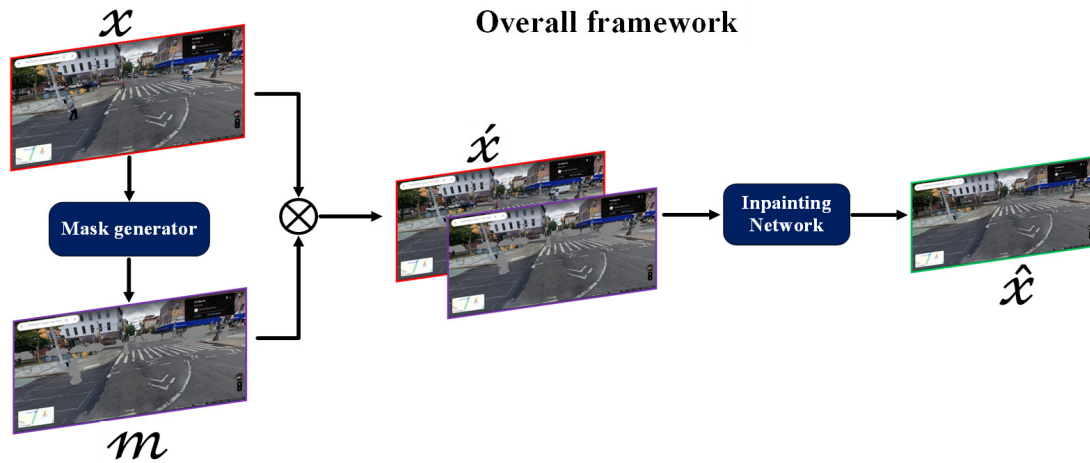 Overall framework
x
Mask generator
m
x́
Inpainting
Network
x̂